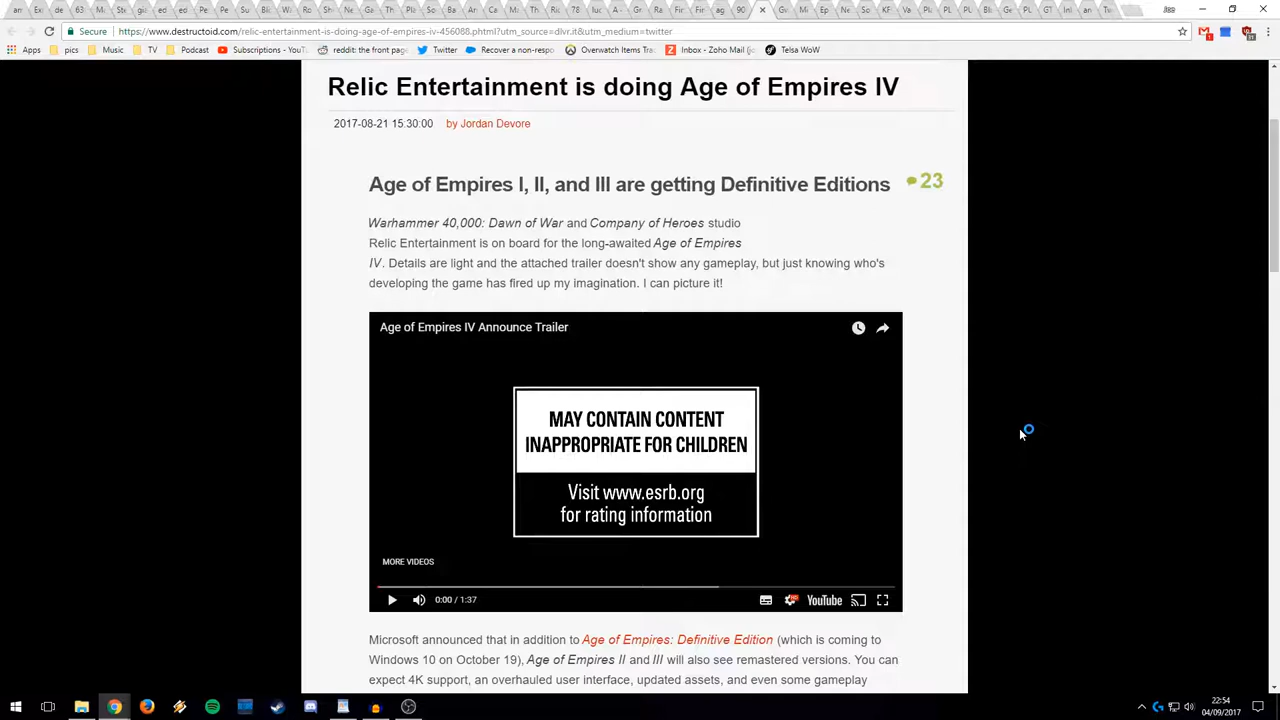 Secure
https://www.destructoid.com/relic-entertainment-is-doing-age-of-empires-iv-456088.phtml?utm_source=dlvr.it&utm_medium=twitter
Apps pics Music TV Podcast Subscriptions - YouT reddit: the front page Twitter Recover a non-respo Overwatch Items Trac Inbox - Zoho Mail ( Telsa WoW
Relic Entertainment is doing Age of Empires IV
2017-08-21 15:30:00 by Jordan Devore
Age of Empires I, II, and III are getting Definitive Editions 23
Warhammer 40,000: Dawn of War and Company of Heroes studio
Relic Entertainment is on board for the long-awaited Age of Empires
IV. Details are light and the attached trailer doesn't show any gameplay, but just knowing who's
developing the game has fired up my imagination. I can picture it!
Age of Empires IV Announce Trailer
MAY CONTAIN CONTENT
INAPPROPRIATE FOR CHILDREN
Visit www.esrb.org
for rating information
MORE VIDEOS
0:00 / 1:37
YouTube
Microsoft announced that in addition to Age of Empires: Definitive Edition (which is coming to
Windows 10 on October 19), Age of Empires II and III will also see remastered versions. You can
expect 4K support, an overhauled user interface, updated assets, and even some gameplay
22:54
04/09/2017